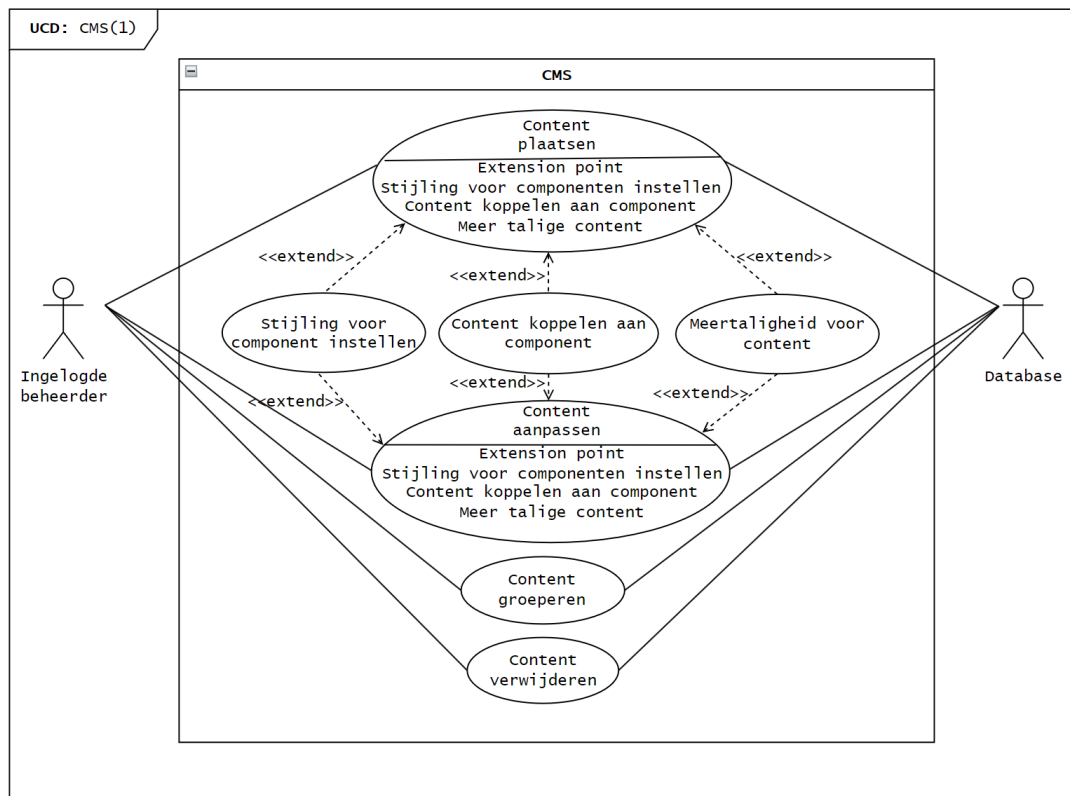 UCD: CMS(1)
CMS
Content
plaatsen
Extension point
Stijling voor componenten instellen
Content koppelen aan component
Meer talige content
<<extend>>
<<extend>>
<<extend>>
Stijling voor
component instellen
Content koppelen aan
component
Meertaligheid voor
content
Ingelogde
beheerder
Database
<<extend>>
<<extend>>
<<extend>>
Content
aanpassen
Extension point
Stijling voor componenten instellen
Content koppelen aan component
Meer talige content
Content
groeperen
Content
verwijderen